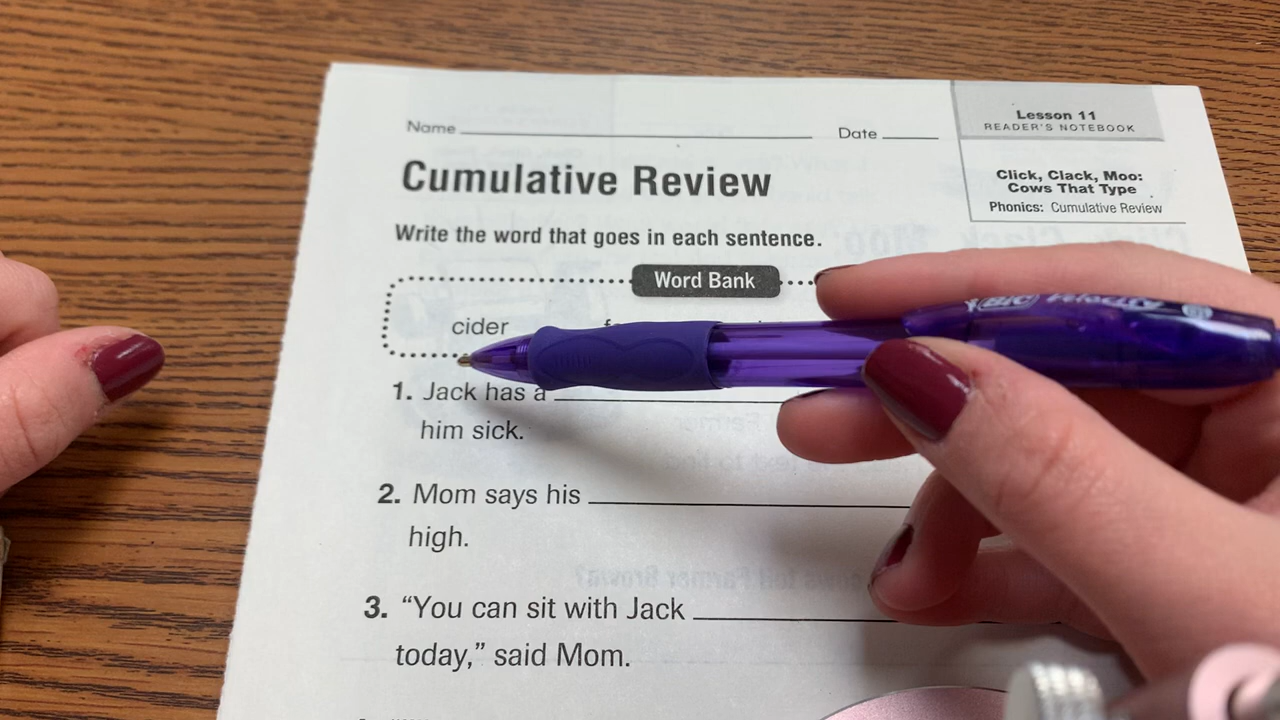 Name Date
Lesson 11
READER'S NOTEBOOK
Cumulative Review
Click, Clack, Moo:
Cows That Type
Phonics: Cumulative Review
Write the word that goes in each sentence.
Word Bank
cider
BIC Velocity
1. Jack has a
him sick.
2. Mom says his
high.
3. “You can sit with Jack
today,” said Mom.